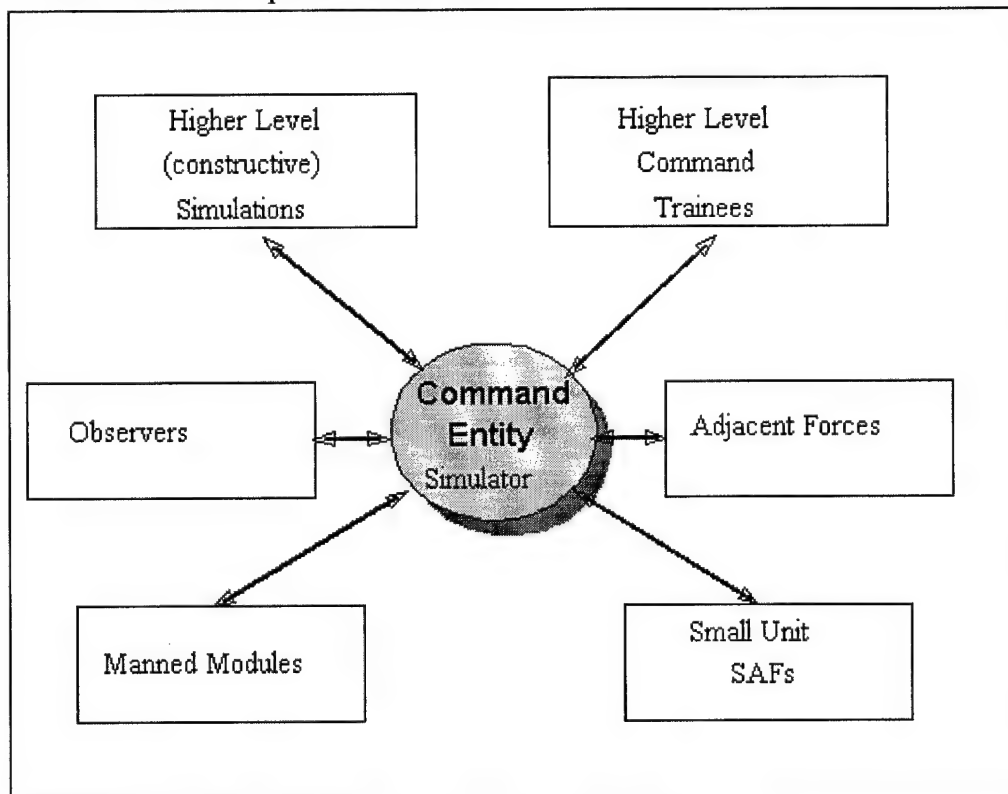 Higher Level
(constructive)
Simulations
Higher Level
Command
Trainees
Command
Entity
Simulator
Observers
Adjacent Forces
Manned Modules
Small Unit
SAFs